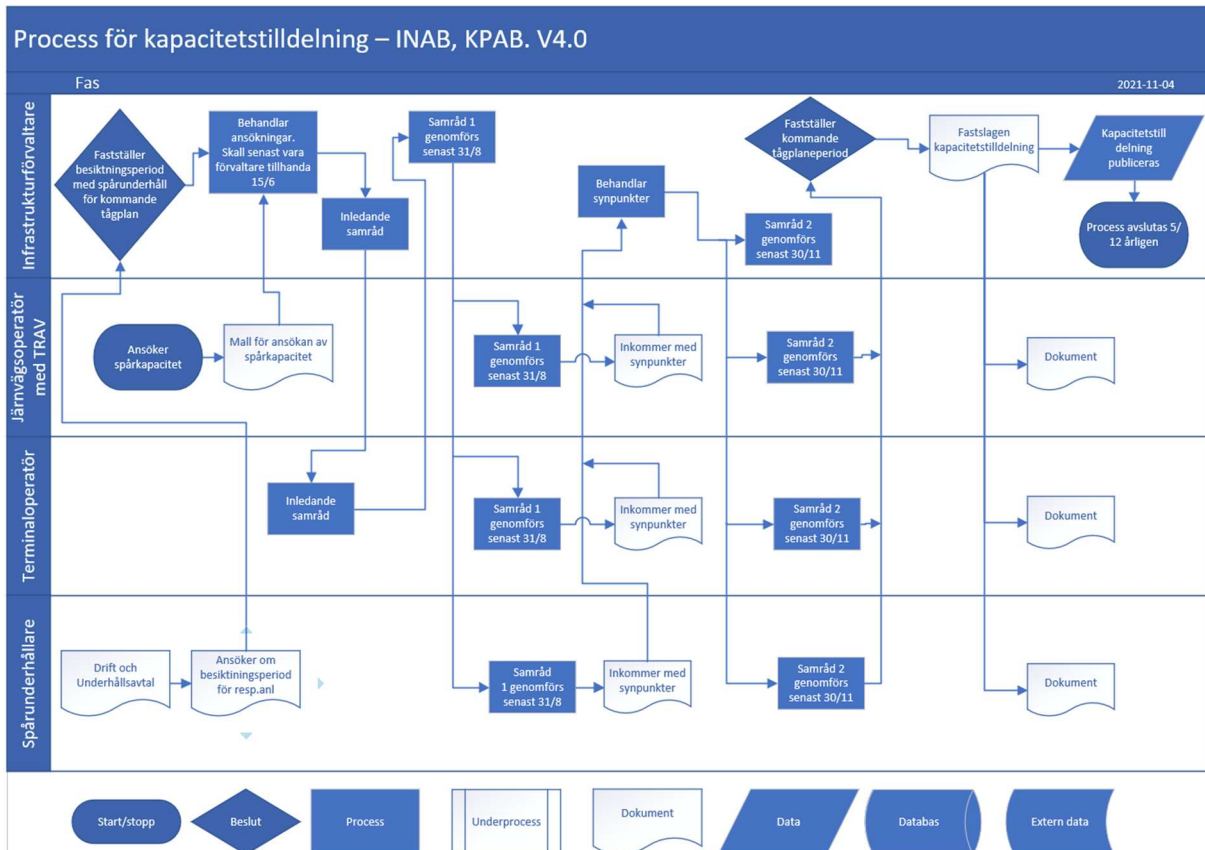 Process för kapacitetstilldelning – INAB, KPAB. V4.0
Fas
2021-11-04
Infrastrukturförvaltare
Fastställer
besiktningsperiod
med spårunderhåll
för kommande
tågplan
Behandlar
ansökningar.
Skall senast vara
förvaltare tillhanda
15/6
Inledande
samråd
Samråd 1
genomförs
senast 31/8
Behandlar
synpunkter
Samråd 2
genomförs
senast 30/11
Fastställer
kommande
tågplaneperiod
Fastslagen
kapacitetstilldelning
Kapacitetstill
delning
publiceras
Process avslutas 5/
12 årligen
Järnvägsoperatör
med TRAV
Ansöker
spårkapacitet
Mall för ansökan av
spårkapacitet
Samråd 1
genomförs
senast 31/8
Inkommer med
synpunkter
Samråd 2
genomförs
senast 30/11
Dokument
Terminaloperatör
Inledande
samråd
Samråd 1
genomförs
senast 31/8
Inkommer med
synpunkter
Samråd 2
genomförs
senast 30/11
Dokument
Spårunderhållare
Drift och
Underhållsavtal
Ansöker om
besiktiningsperiod
för resp.anl
Samråd
1 genomförs
senast 31/8
Inkommer med
synpunkter
Samråd 2
genomförs
senast 30/11
Dokument
Start/stopp
Beslut
Process
Underprocess
Dokument
Data
Databas
Extern data